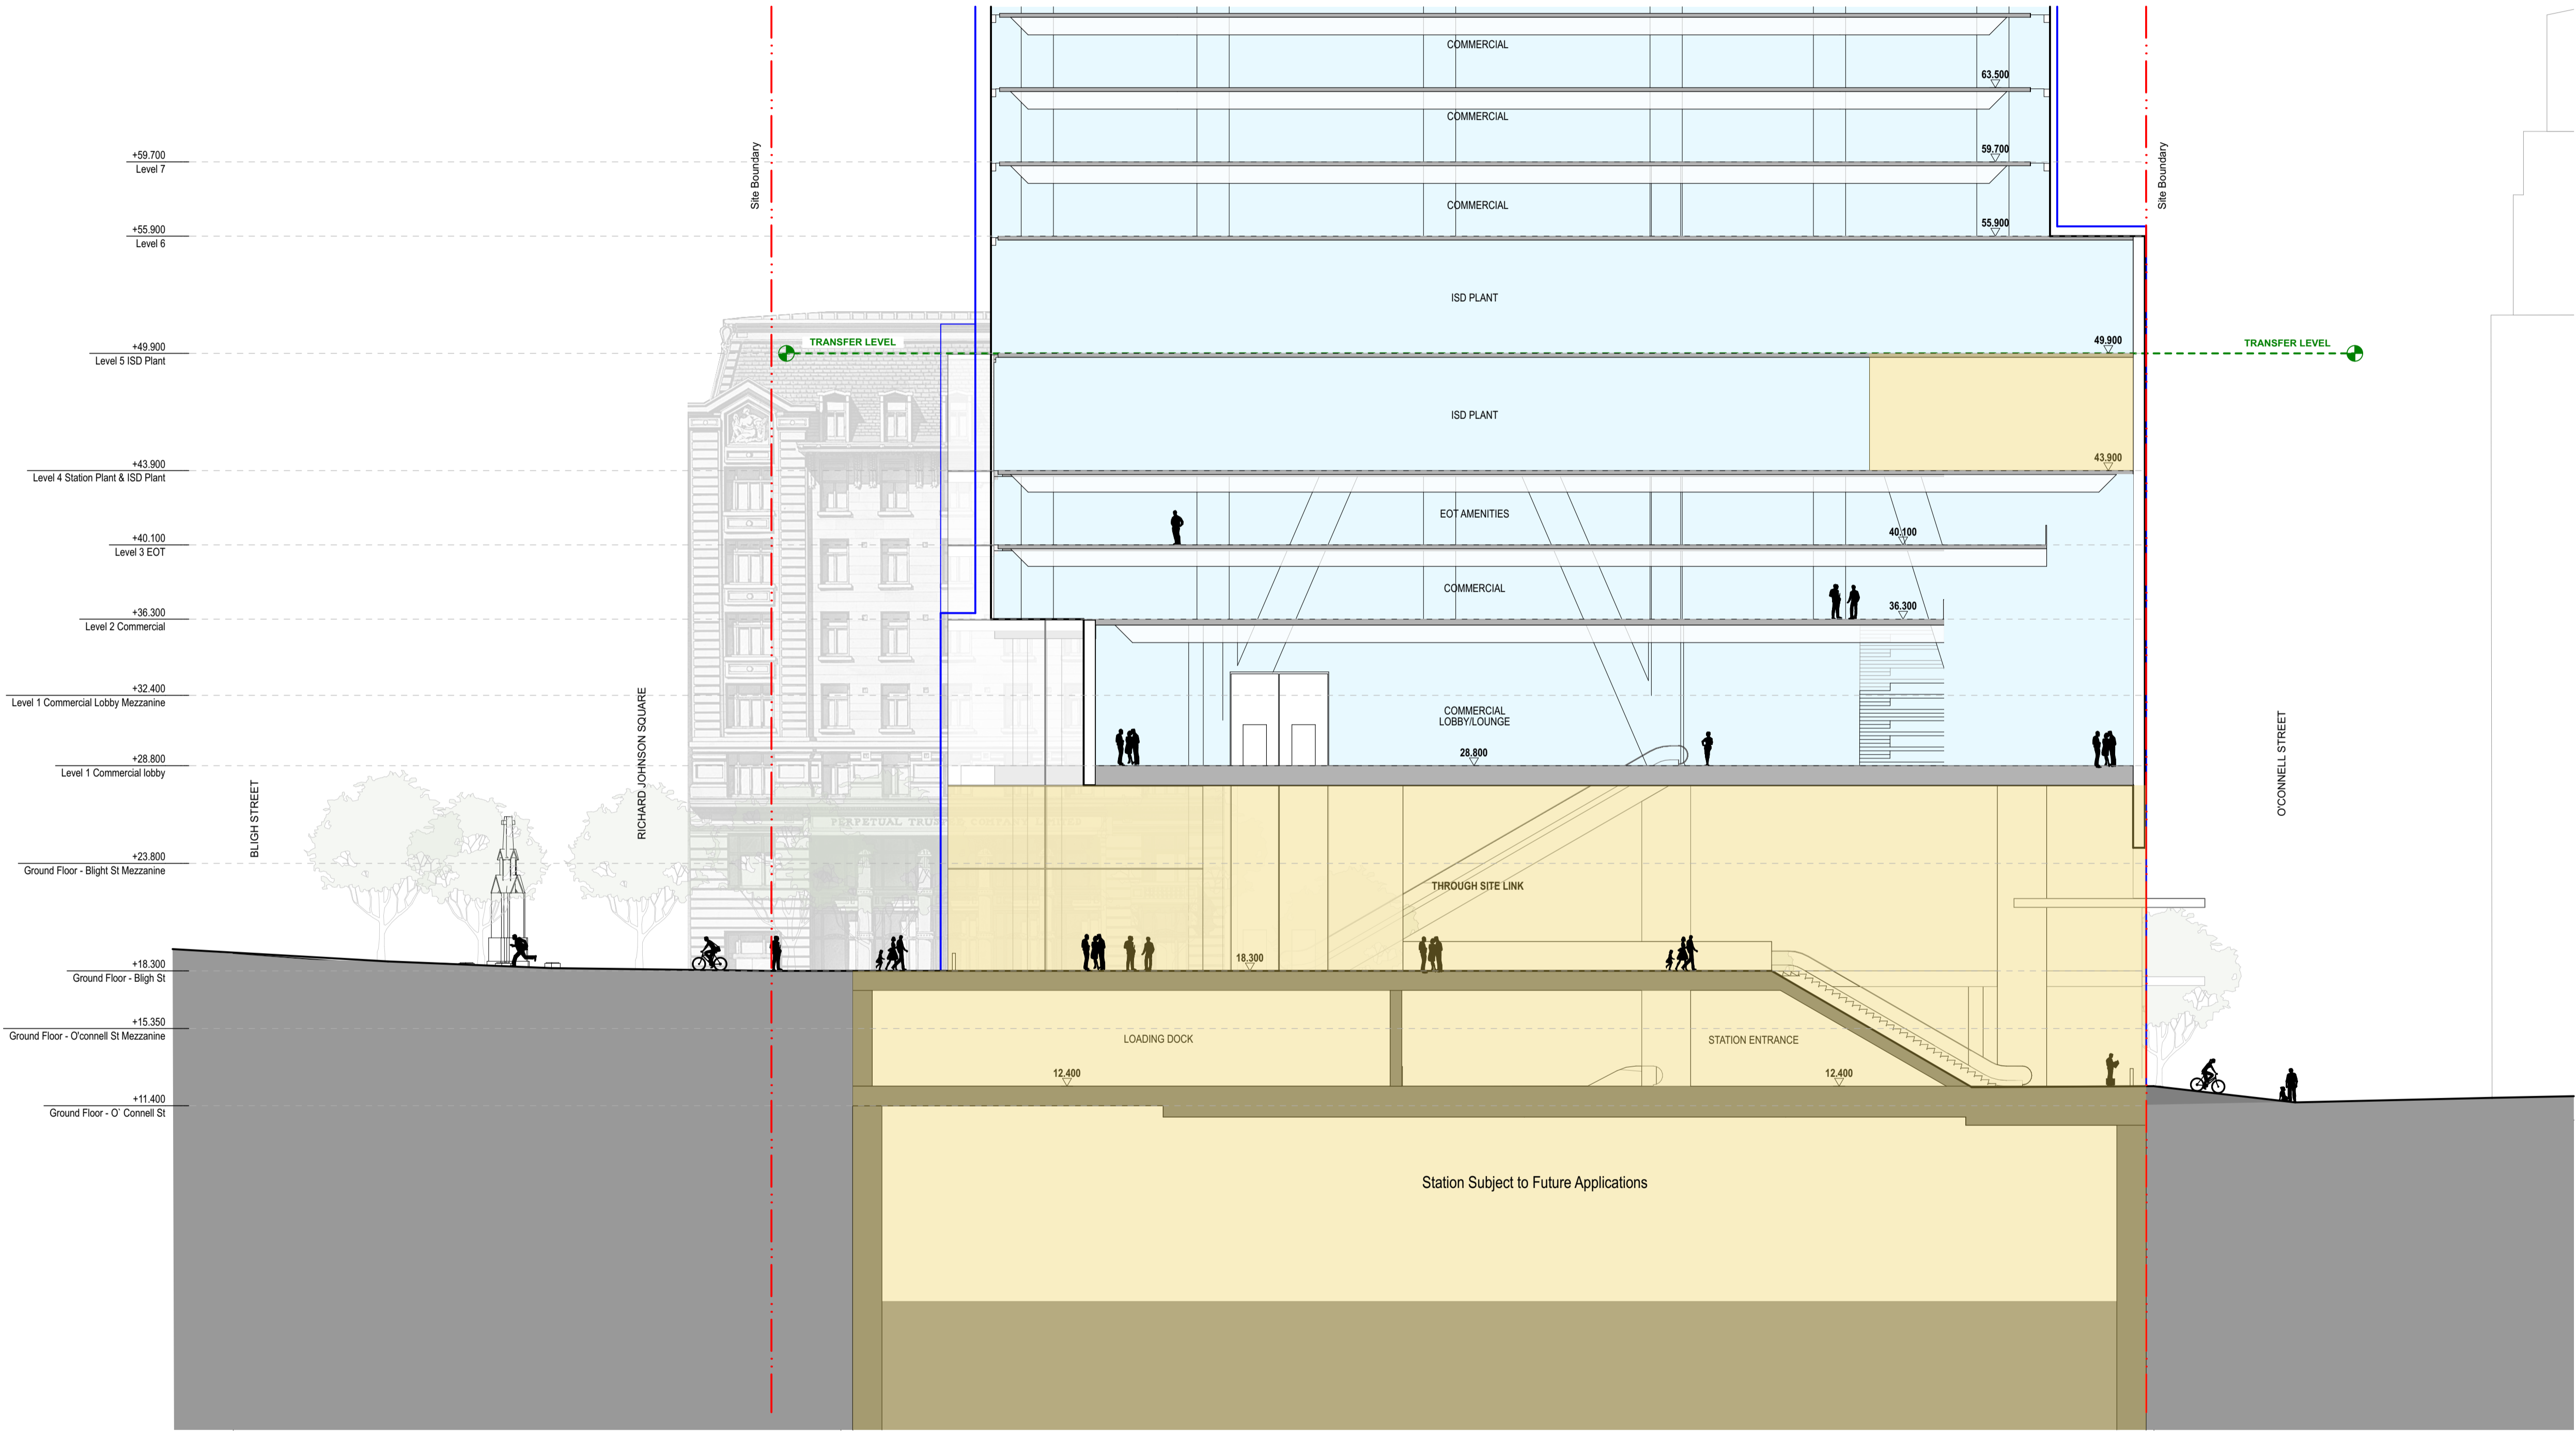 COMMERCIAL
63.500
COMMERCIAL
+59.700
Level 7
59.700
Site Boundary
Site Boundary
COMMERCIAL
+55.900
Level 6
55.900
ISD PLANT
+49.900
Level 5 ISD Plant
TRANSFER LEVEL
49.900
TRANSFER LEVEL
ISD PLANT
+43.900
Level 4 Station Plant & ISD Plant
43.900
EOT AMENITIES
+40.100
Level 3 EOT
40.100
COMMERCIAL
+36.300
Level 2 Commercial
36.300
+32.400
Level 1 Commercial Lobby Mezzanine
COMMERCIAL
LOBBY/LOUNGE
28.800
+28.800
Level 1 Commercial lobby
BLIGH STREET
RICHARD JOHNSON SQUARE
O'CONNELL STREET
PERPETUAL TRUSTEE COMPANY LIMITED
+23.800
Ground Floor - Blight St Mezzanine
THROUGH SITE LINK
+18.300
Ground Floor - Bligh St
18.300
+15.350
Ground Floor - O'connell St Mezzanine
LOADING DOCK
STATION ENTRANCE
12.400
12.400
+11.400
Ground Floor - O` Connell St
Station Subject to Future Applications